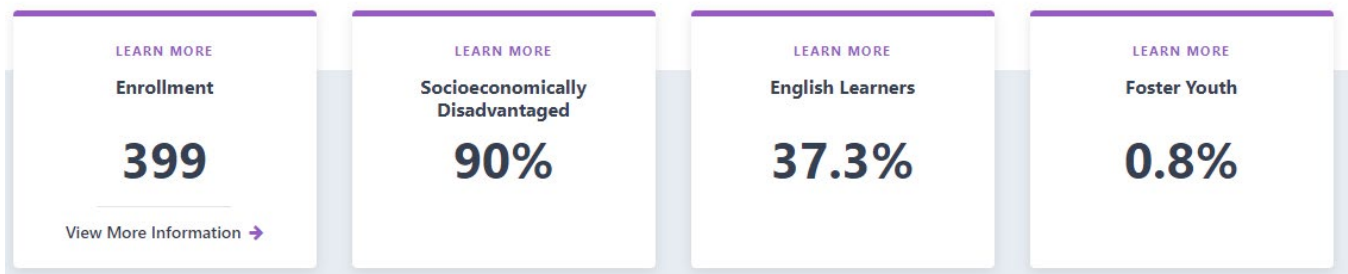 LEARN MORE
Enrollment
399
View More Information
LEARN MORE
Socioeconomically
Disadvantaged
90%
LEARN MORE
English Learners
37.3%
LEARN MORE
Foster Youth
0.8%